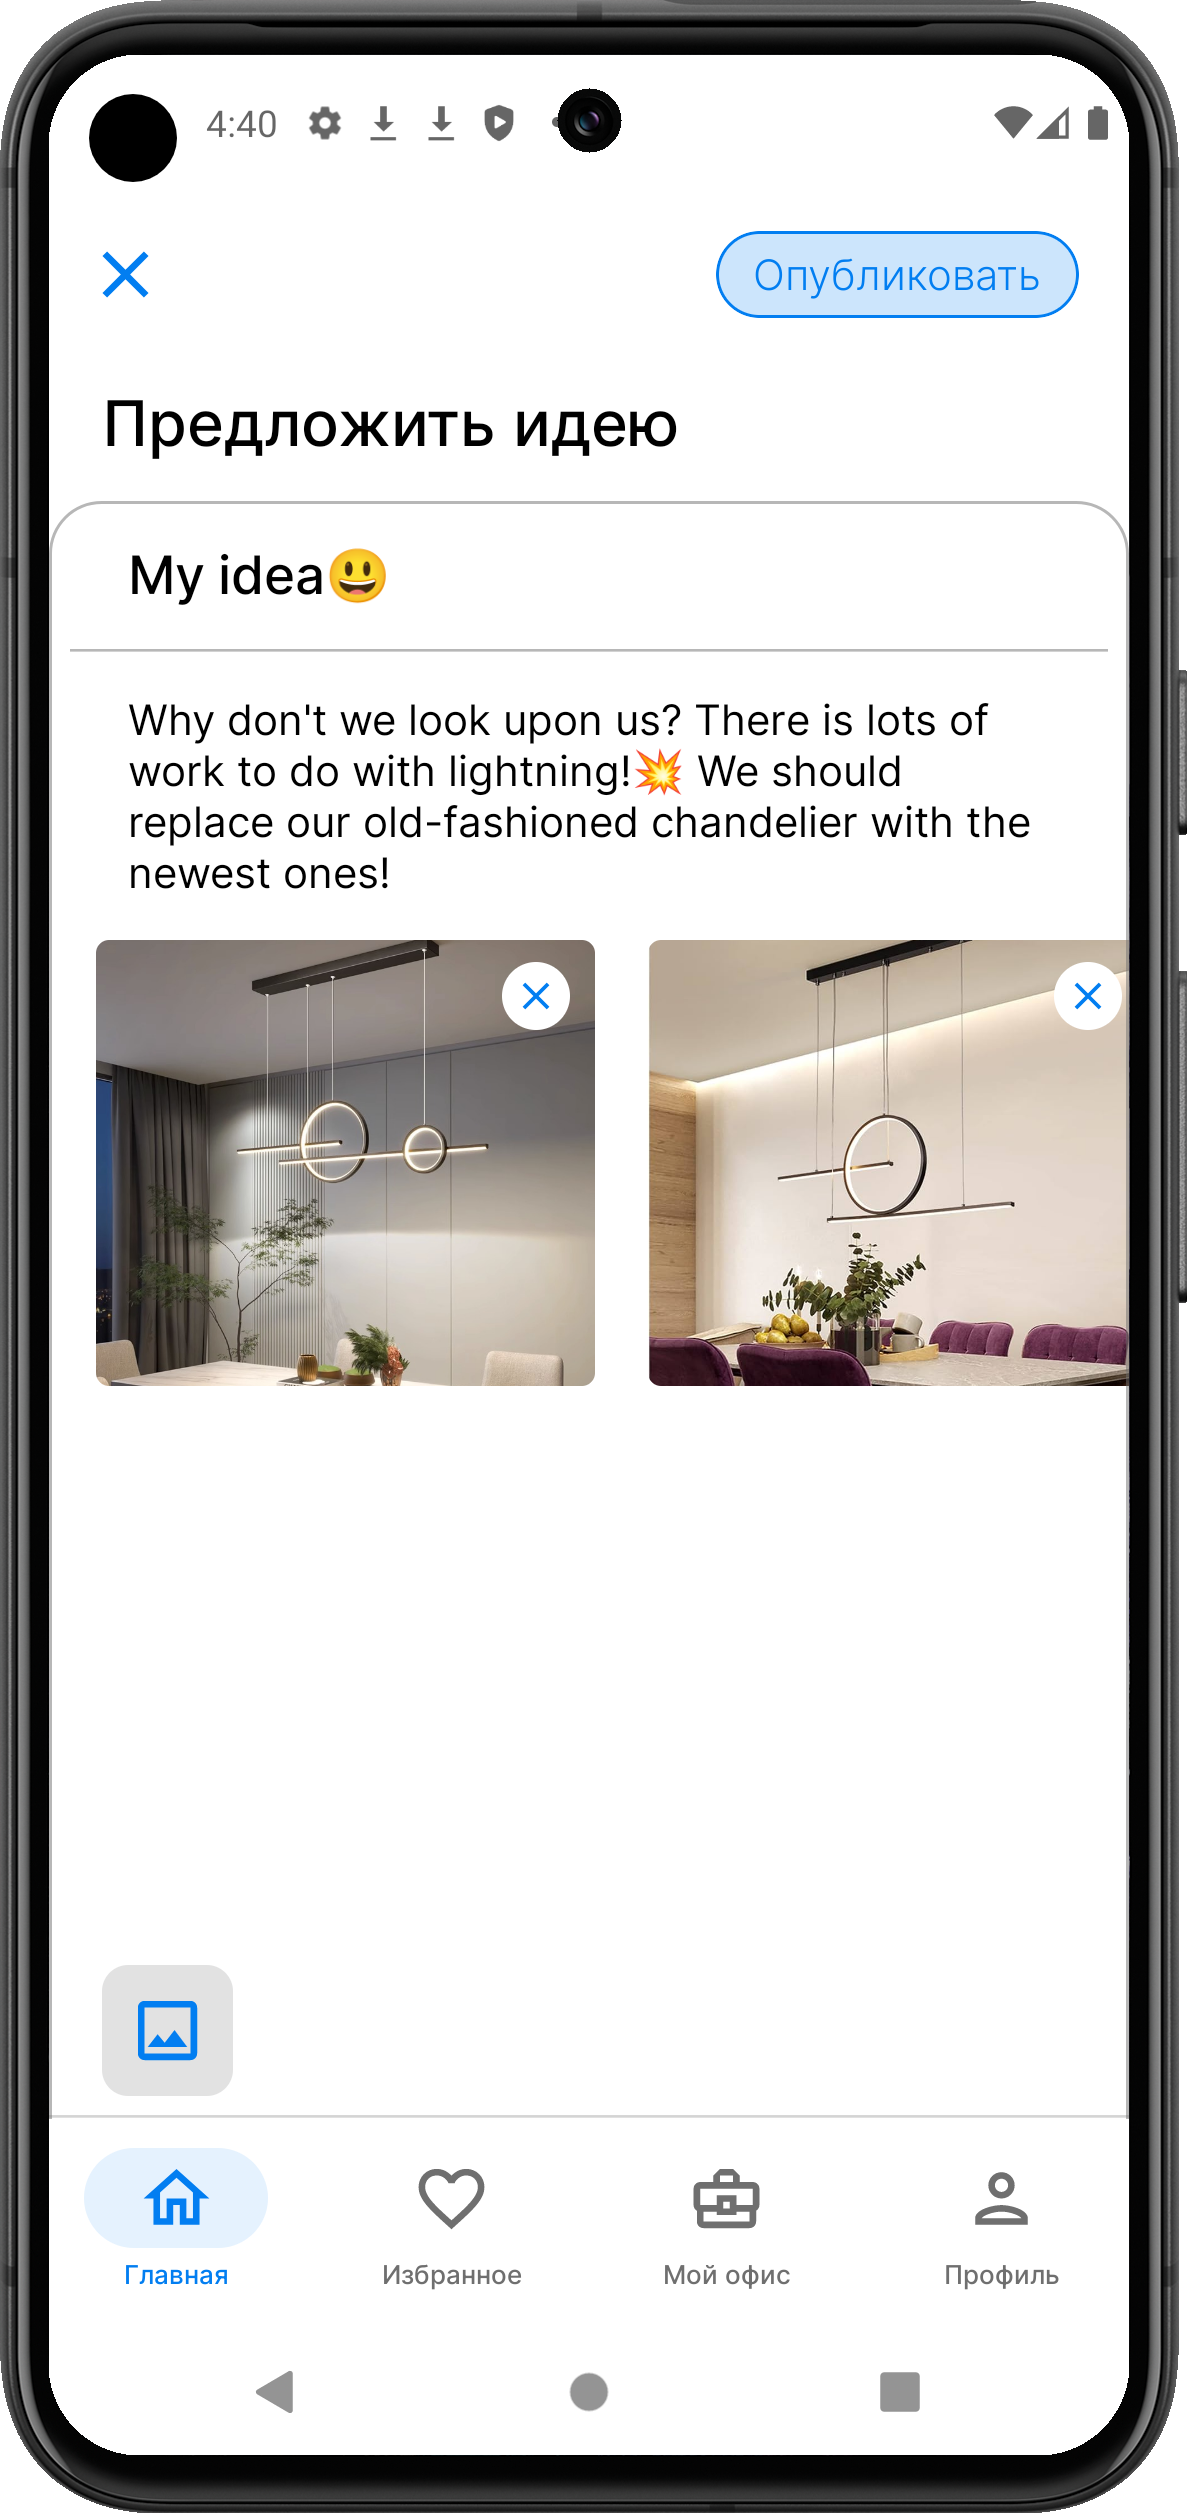 4:40
Опубликовать
Предложить идею
My idea😃
Why don't we look upon us? There is lots of
work to do with lightning!💥 We should
replace our old-fashioned chandelier with the
newest ones!
Главная
Избранное
Мой офис
Профиль